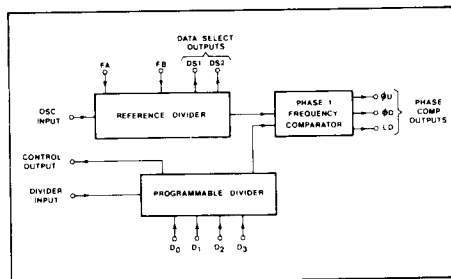 DATA SELECT
OUTPUTS
FA
FB
DS1
DS2
OSC
INPUT
REFERENCE DIVIDER
PHASE 1
FREQUENCY
COMPARATOR
ϕU
ϕD
LD
PHASE
COMP
OUTPUTS
CONTROL
OUTPUT
DIVIDER
INPUT
PROGRAMMABLE DIVIDER
D0
D1
D2
D3